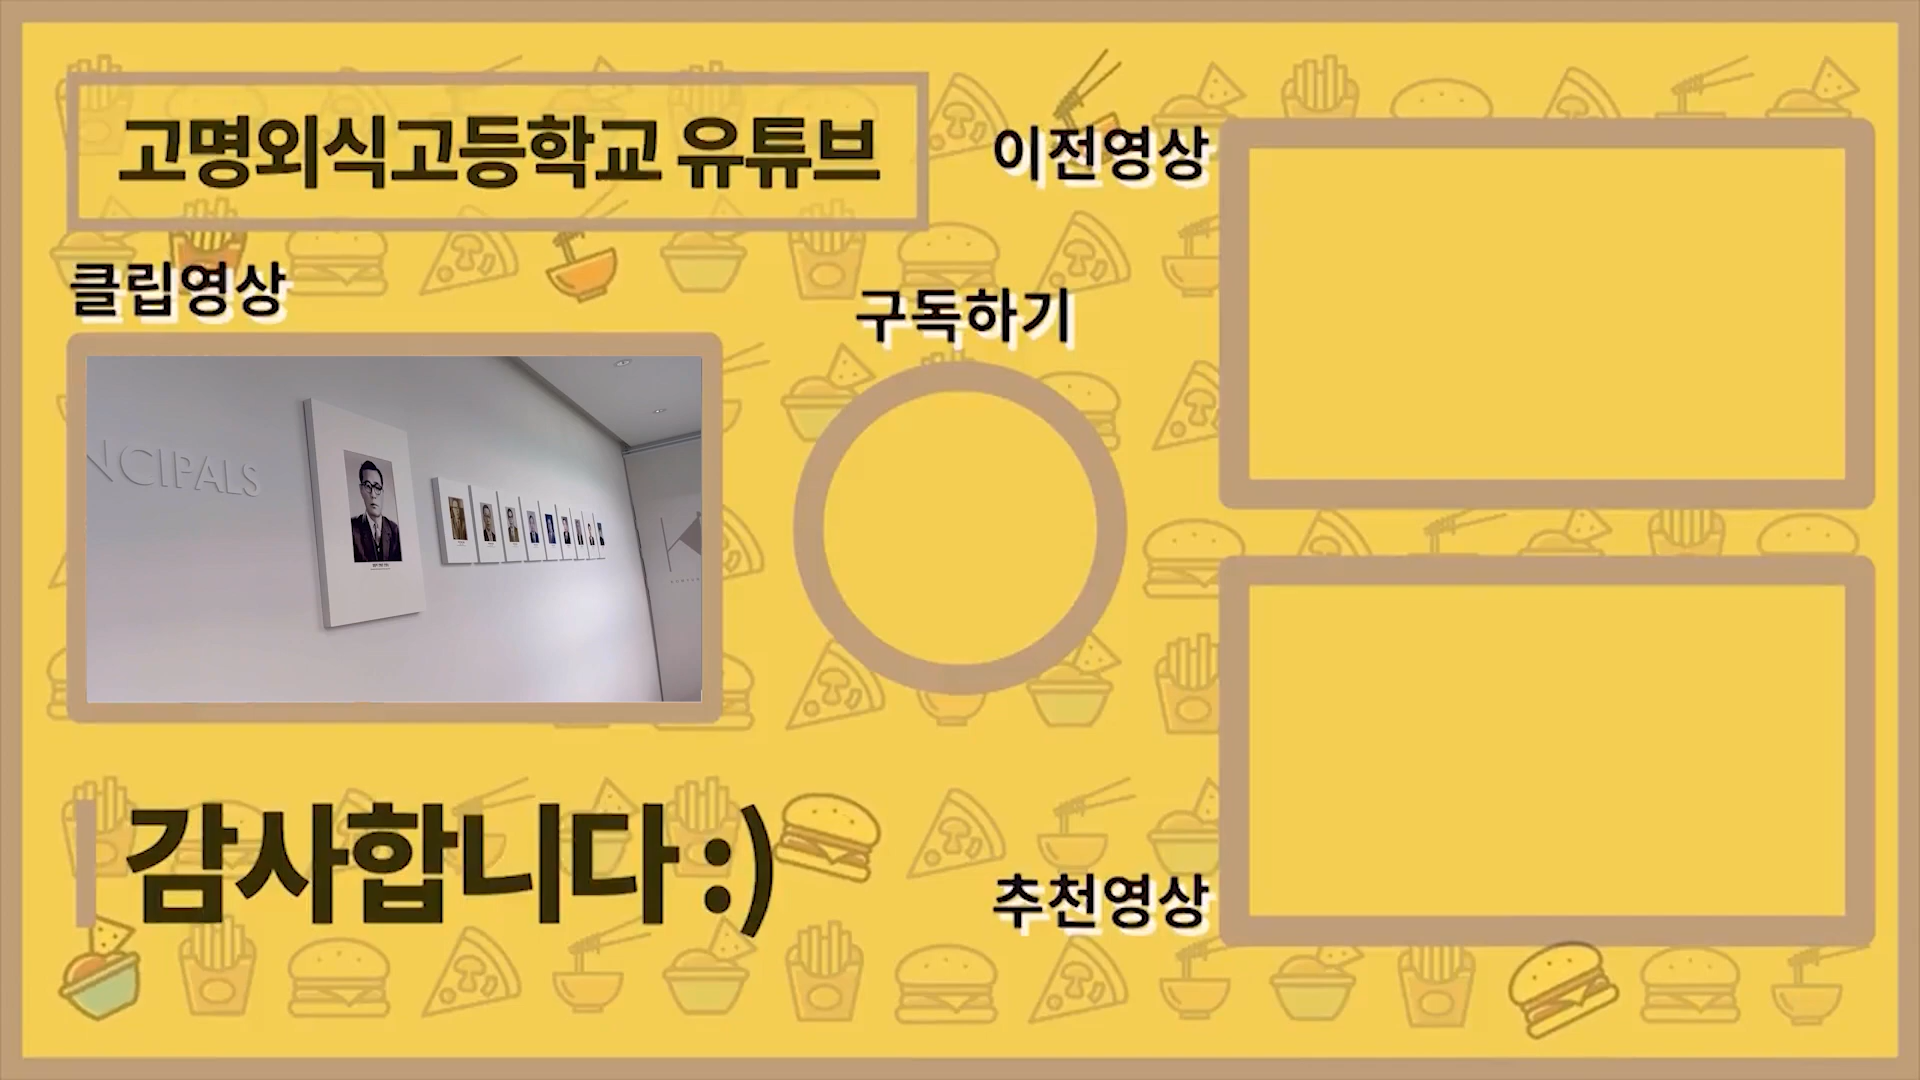 고명외식고등학교 유튜브
이전영상
클립영상
구독하기
NCIPALS
감사합니다 :)
추천영상